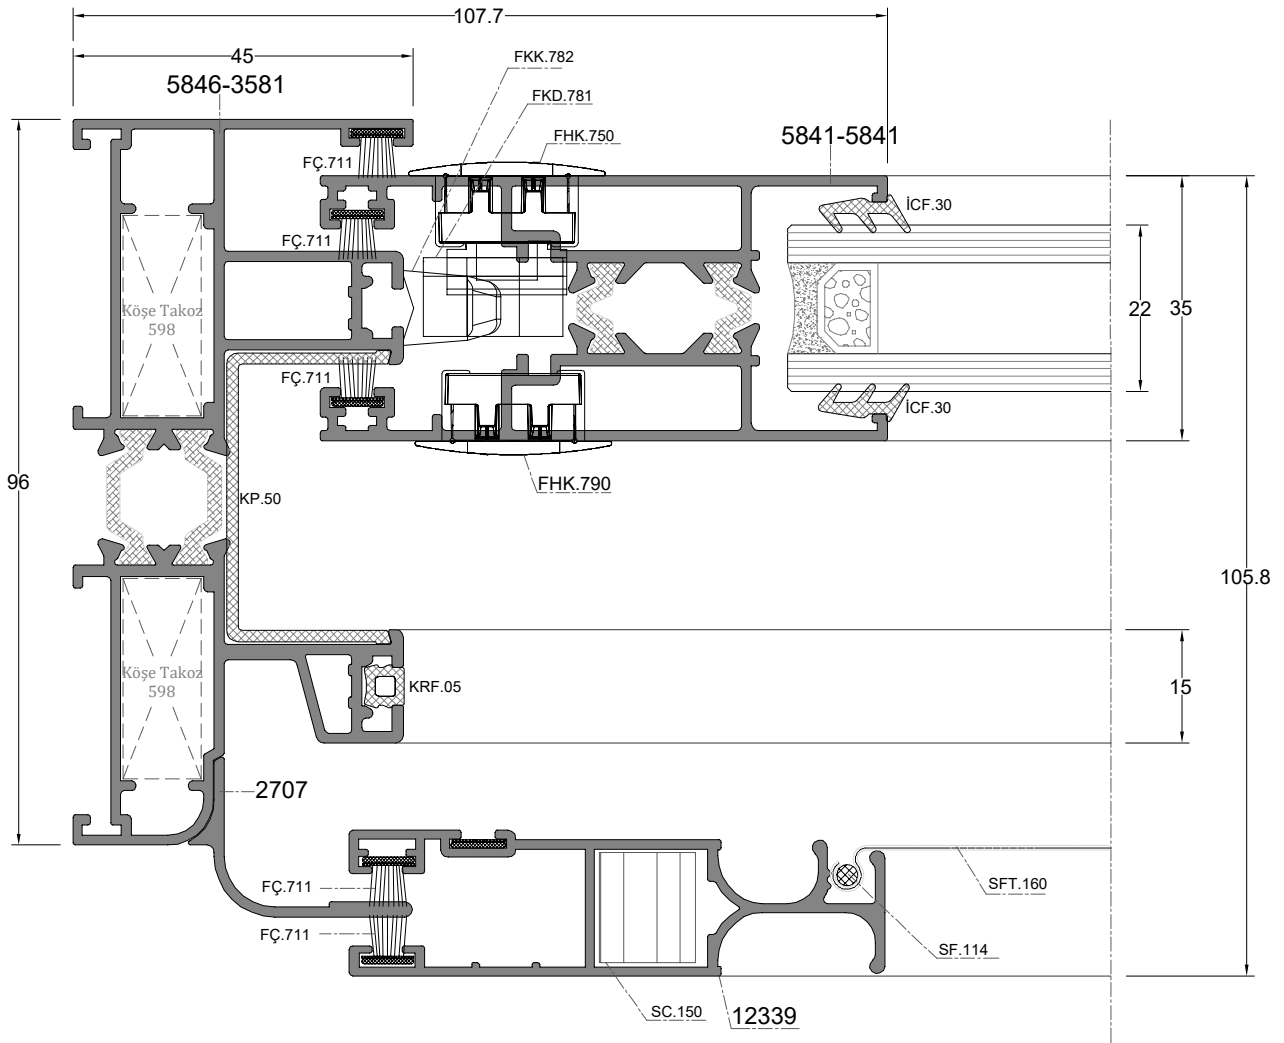 107.7
45
FKK.782
5846-3581
FKD.781
FHK.750
5841-5841
FÇ.711
İCF.30
FÇ.711
Köşe Takoz
598
22
35
FÇ.711
İCF.30
96
FHK.790
KP.50
105.8
Köşe Takoz
598
KRF.05
15
2707
FÇ.711
SFT.160
FÇ.711
SF.114
SC.150
12339